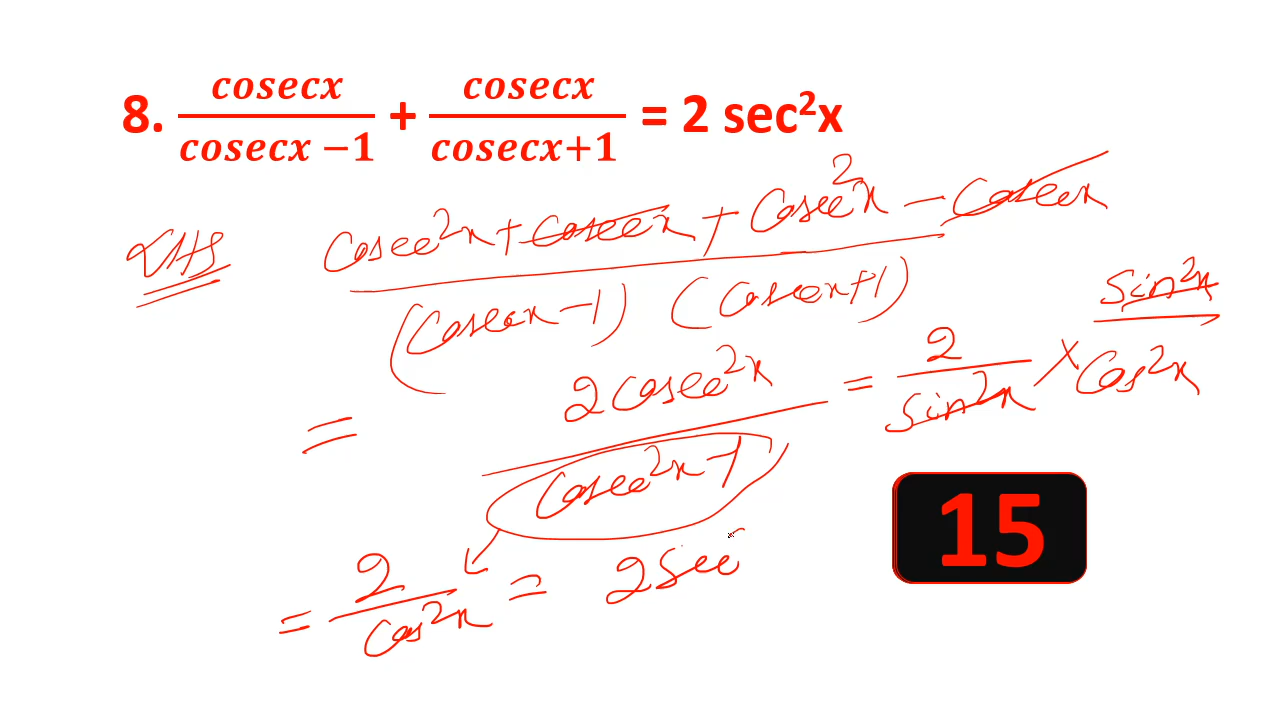 8. cosecx/cosecx −1 + cosecx/cosecx+1 = 2 sec²x
LHS
cosec²x + cosecx + cosec²x − cosecx
(cosecx − 1) (cosecx + 1)
= 2cosec²x / cosec²x − 1 = 2/sin²x × sin²x/cos²x
= 2/cos²x = 2sec
15